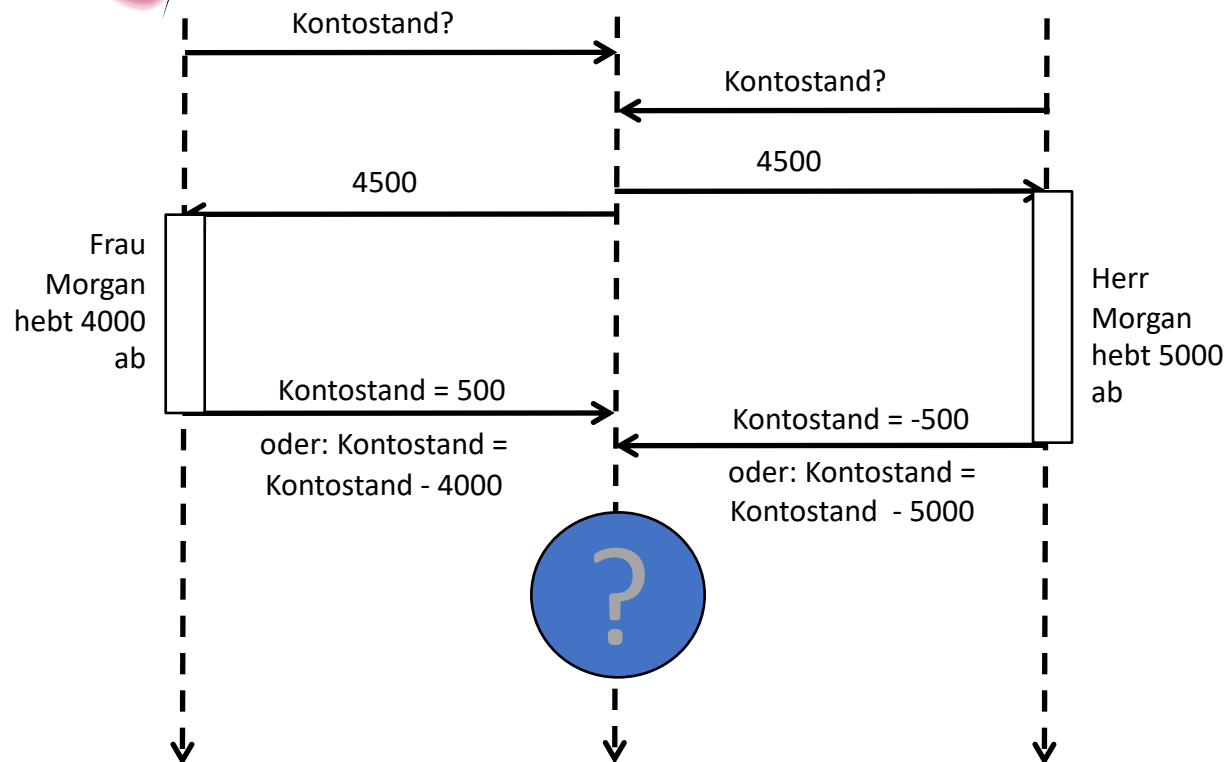 Kontostand?
Kontostand?
4500
4500
Frau
Morgan
hebt 4000
ab
Herr
Morgan
hebt 5000
ab
Kontostand = 500
oder: Kontostand =
Kontostand - 4000
Kontostand = -500
oder: Kontostand =
Kontostand - 5000
?